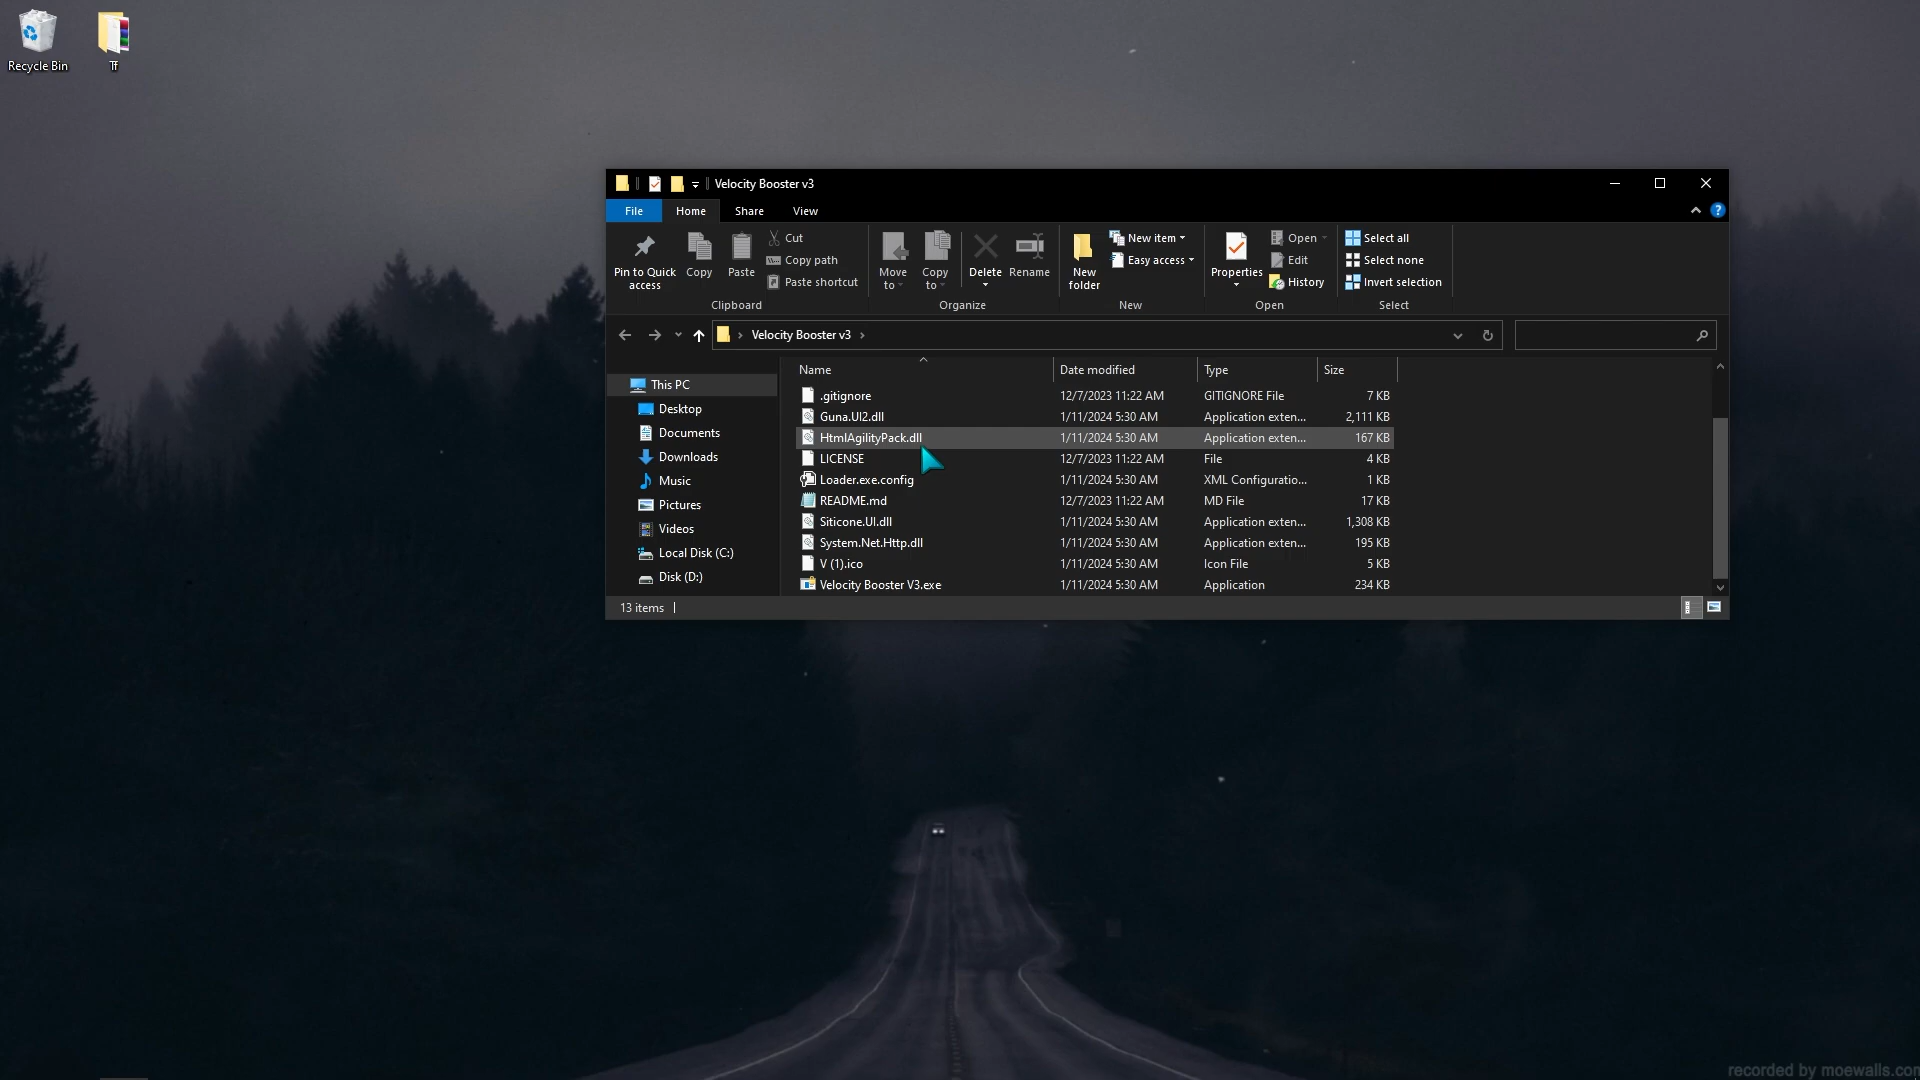 Recycle Bin
Tf
Velocity Booster v3
File Home Share View
Pin to Quick access
Copy
Paste
Cut
Copy path
Paste shortcut
Clipboard
Move to
Copy to
Delete
Rename
Organize
New folder
New item
Easy access
New
Properties
Open
Edit
History
Open
Select all
Select none
Invert selection
Select
Velocity Booster v3
This PC
Desktop
Documents
Downloads
Music
Pictures
Videos
Local Disk (C:)
Disk (D:)
Name Date modified Type Size
.gitignore 12/7/2023 11:22 AM GITIGNORE File 7 KB
Guna.UI2.dll 1/11/2024 5:30 AM Application exten... 2,111 KB
HtmlAgilityPack.dll 1/11/2024 5:30 AM Application exten... 167 KB
LICENSE 12/7/2023 11:22 AM File 4 KB
Loader.exe.config 1/11/2024 5:30 AM XML Configuratio... 1 KB
README.md 12/7/2023 11:22 AM MD File 17 KB
Siticone.UI.dll 1/11/2024 5:30 AM Application exten... 1,308 KB
System.Net.Http.dll 1/11/2024 5:30 AM Application exten... 195 KB
V (1).ico 1/11/2024 5:30 AM Icon File 5 KB
Velocity Booster V3.exe 1/11/2024 5:30 AM Application 234 KB
13 items
recorded by moewalls.com